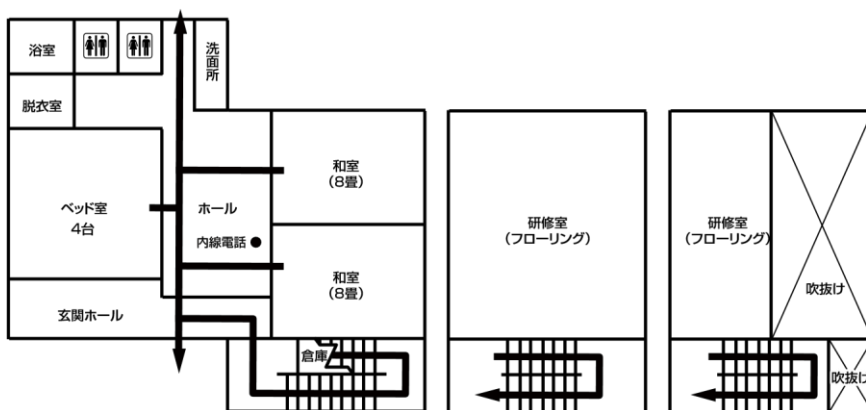 浴室
洗面所
脱衣室
ベッド室
4台
ホール
内線電話
和室
(8畳)
和室
(8畳)
玄関ホール
倉庫
研修室
(フローリング)
研修室
(フローリング)
吹抜け
吹抜け